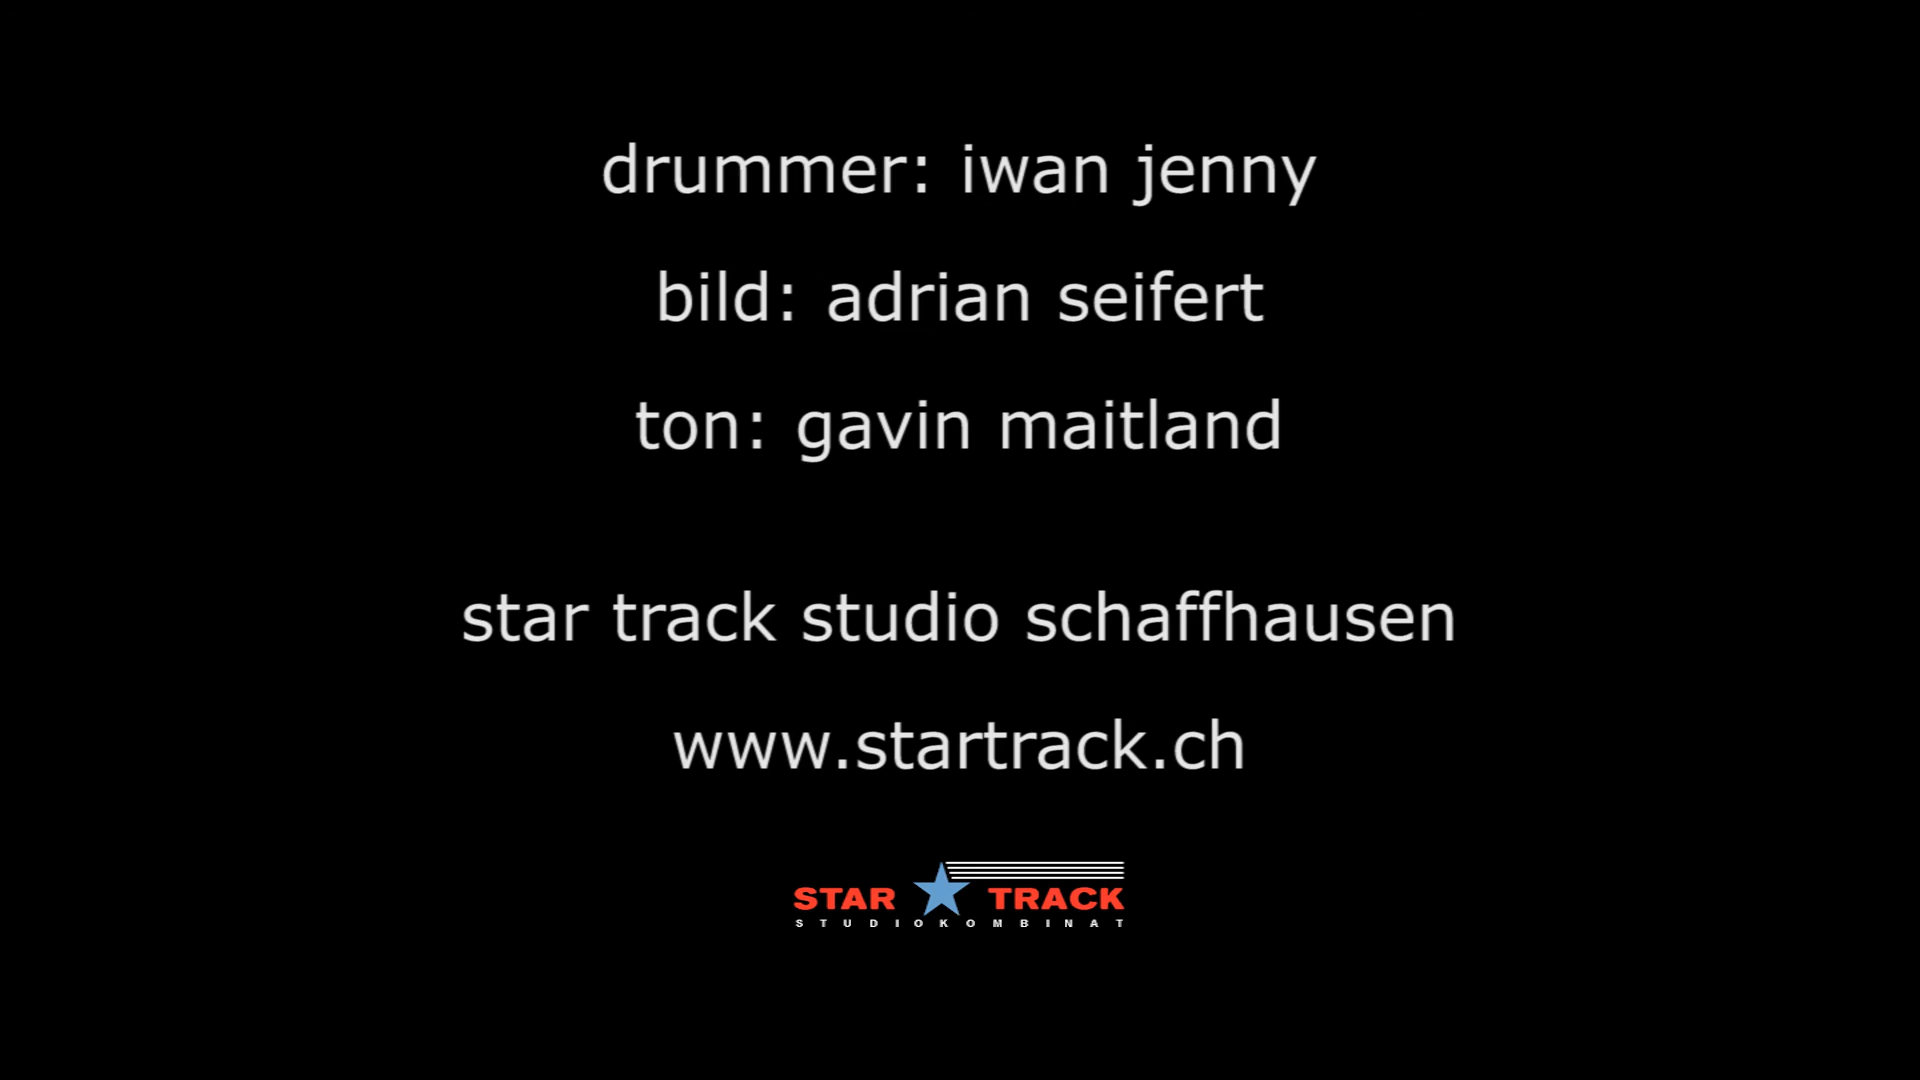 drummer: iwan jenny
bild: adrian seifert
ton: gavin maitland
star track studio schaffhausen
www.startrack.ch
STAR TRACK
STUDIOKOMBINAT